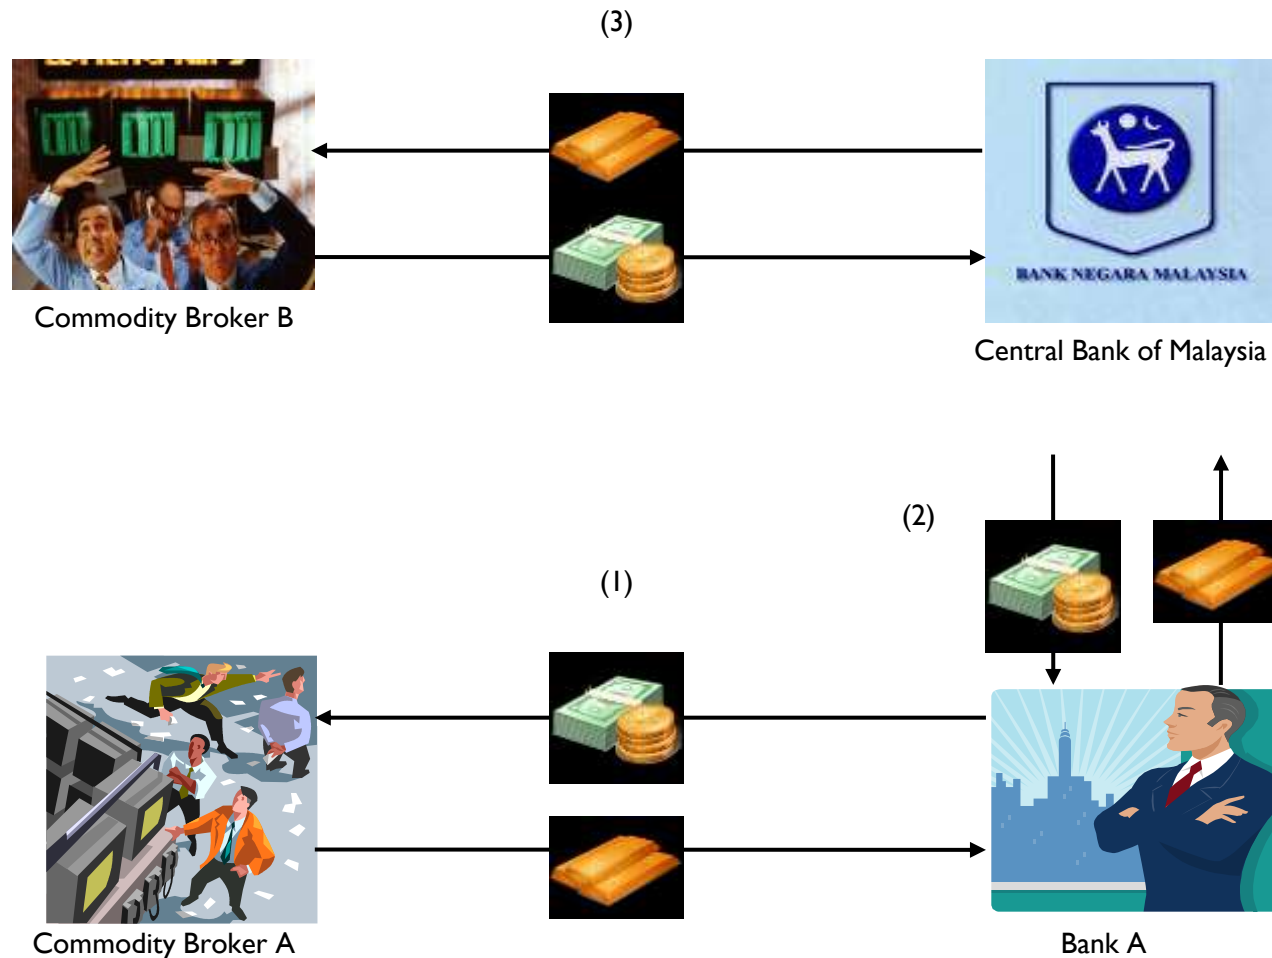 (3)
BANK NEGARA MALAYSIA
Commodity Broker B
Central Bank of Malaysia
(2)
(1)
Commodity Broker A
Bank A